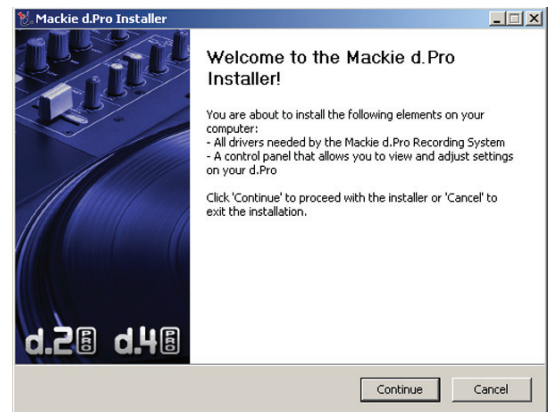 Mackie d.Pro Installer
Welcome to the Mackie d.Pro
Installer!
You are about to install the following elements on your
computer:
- All drivers needed by the Mackie d.Pro Recording System
- A control panel that allows you to view and adjust settings
on your d.Pro
Click 'Continue' to proceed with the installer or 'Cancel' to
exit the installation.
d.2 PRO d.4 PRO
Continue Cancel